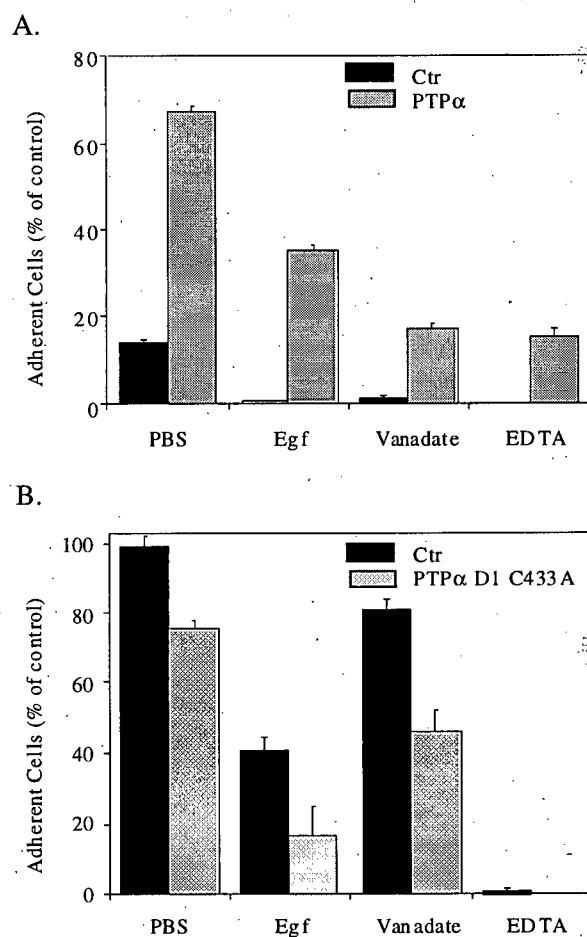 A.
80
60
40
20
0
Adherent Cells (% of control)
Ctr
PTPα
PBS
Egf
Vanadate
EDTA
B.
100
80
60
40
20
0
Adherent Cells (% of control)
Ctr
PTPα D1 C433A
PBS
Egf
Vanadate
EDTA